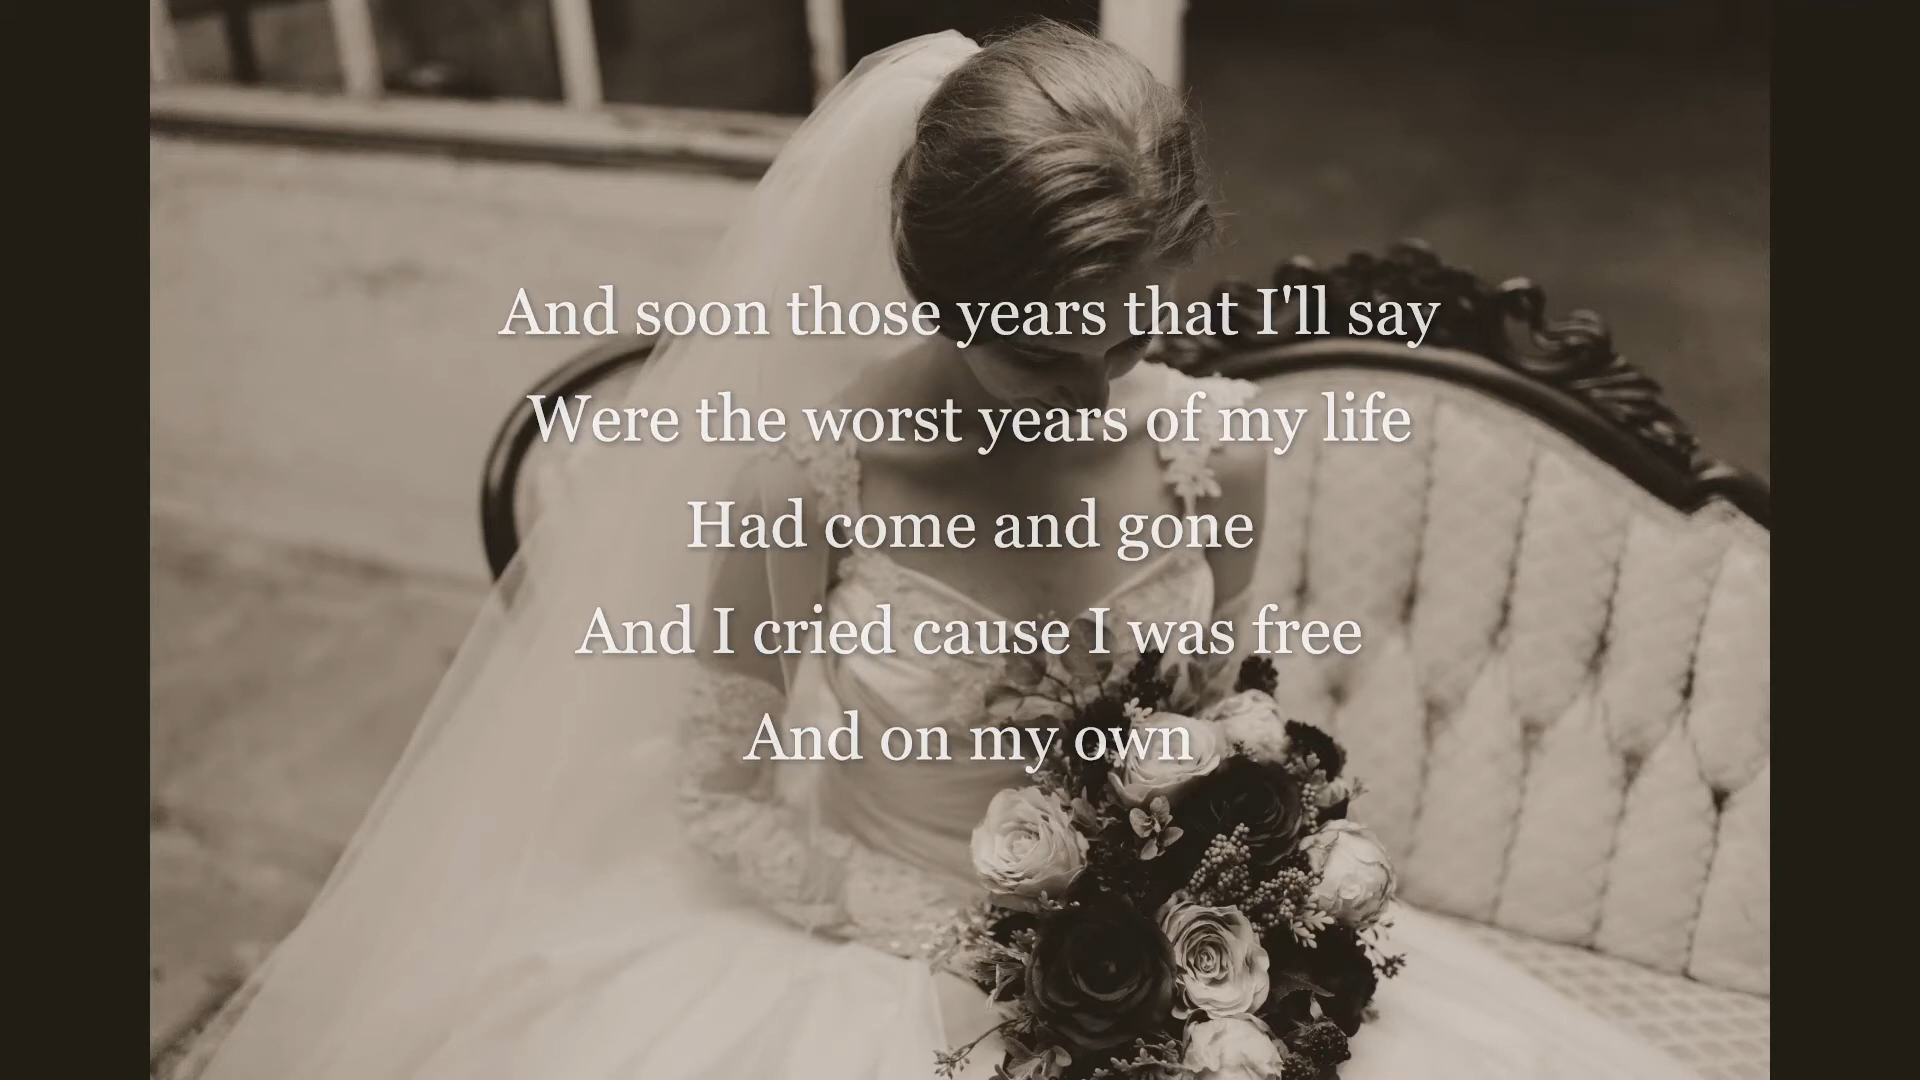 And soon those years that I'll say
Were the worst years of my life
Had come and gone
And I cried cause I was free
And on my own